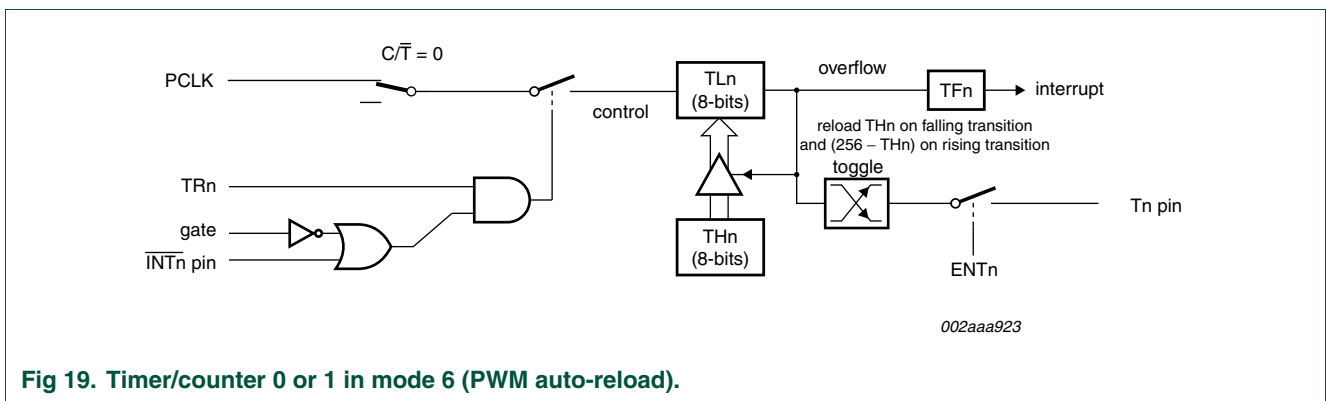 C/T̅ = 0
PCLK
TLn
(8-bits)
overflow
TFn
interrupt
control
reload THn on falling transition
and (256 – THn) on rising transition
toggle
TRn
Tn pin
gate
THn
(8-bits)
I̅N̅T̅n̅ pin
ENTn
002aaa923
Fig 19. Timer/counter 0 or 1 in mode 6 (PWM auto-reload).